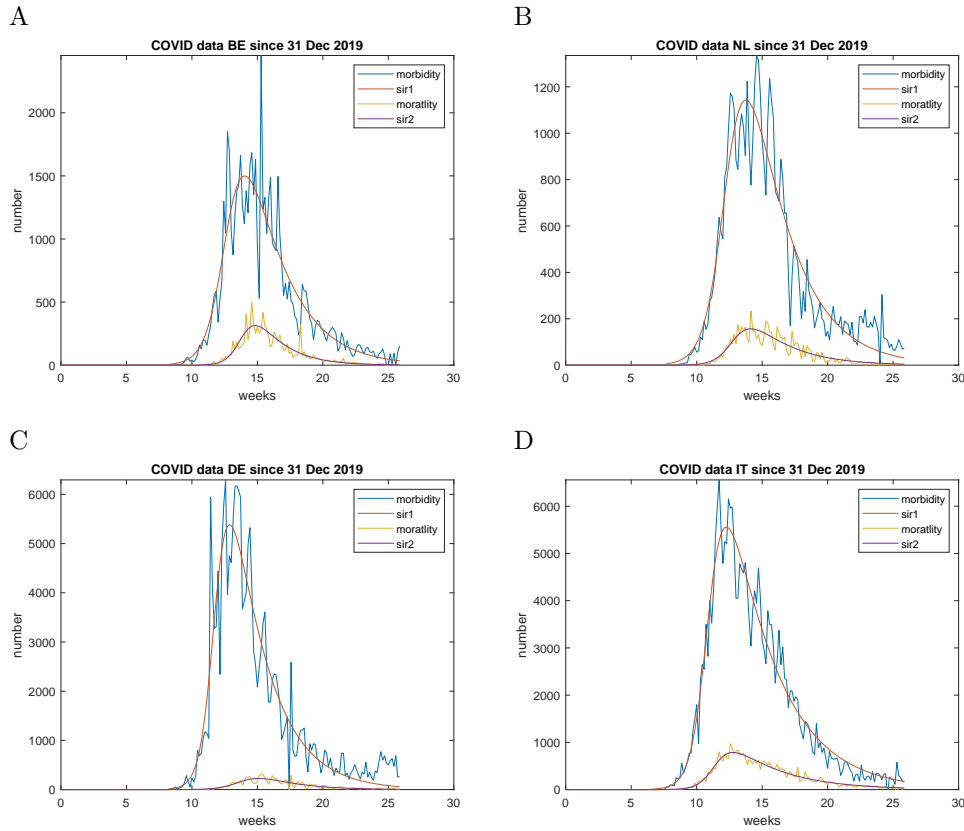 A
COVID data BE since 31 Dec 2019
morbidity
sir1
moratlity
sir2
number
2000
1500
1000
500
0
0 5 10 15 20 25 30
weeks
B
COVID data NL since 31 Dec 2019
morbidity
sir1
moratlity
sir2
number
1200
1000
800
600
400
200
0
0 5 10 15 20 25 30
weeks
C
COVID data DE since 31 Dec 2019
morbidity
sir1
moratlity
sir2
number
6000
5000
4000
3000
2000
1000
0
0 5 10 15 20 25 30
weeks
D
COVID data IT since 31 Dec 2019
morbidity
sir1
moratlity
sir2
number
6000
5000
4000
3000
2000
1000
0
0 5 10 15 20 25 30
weeks